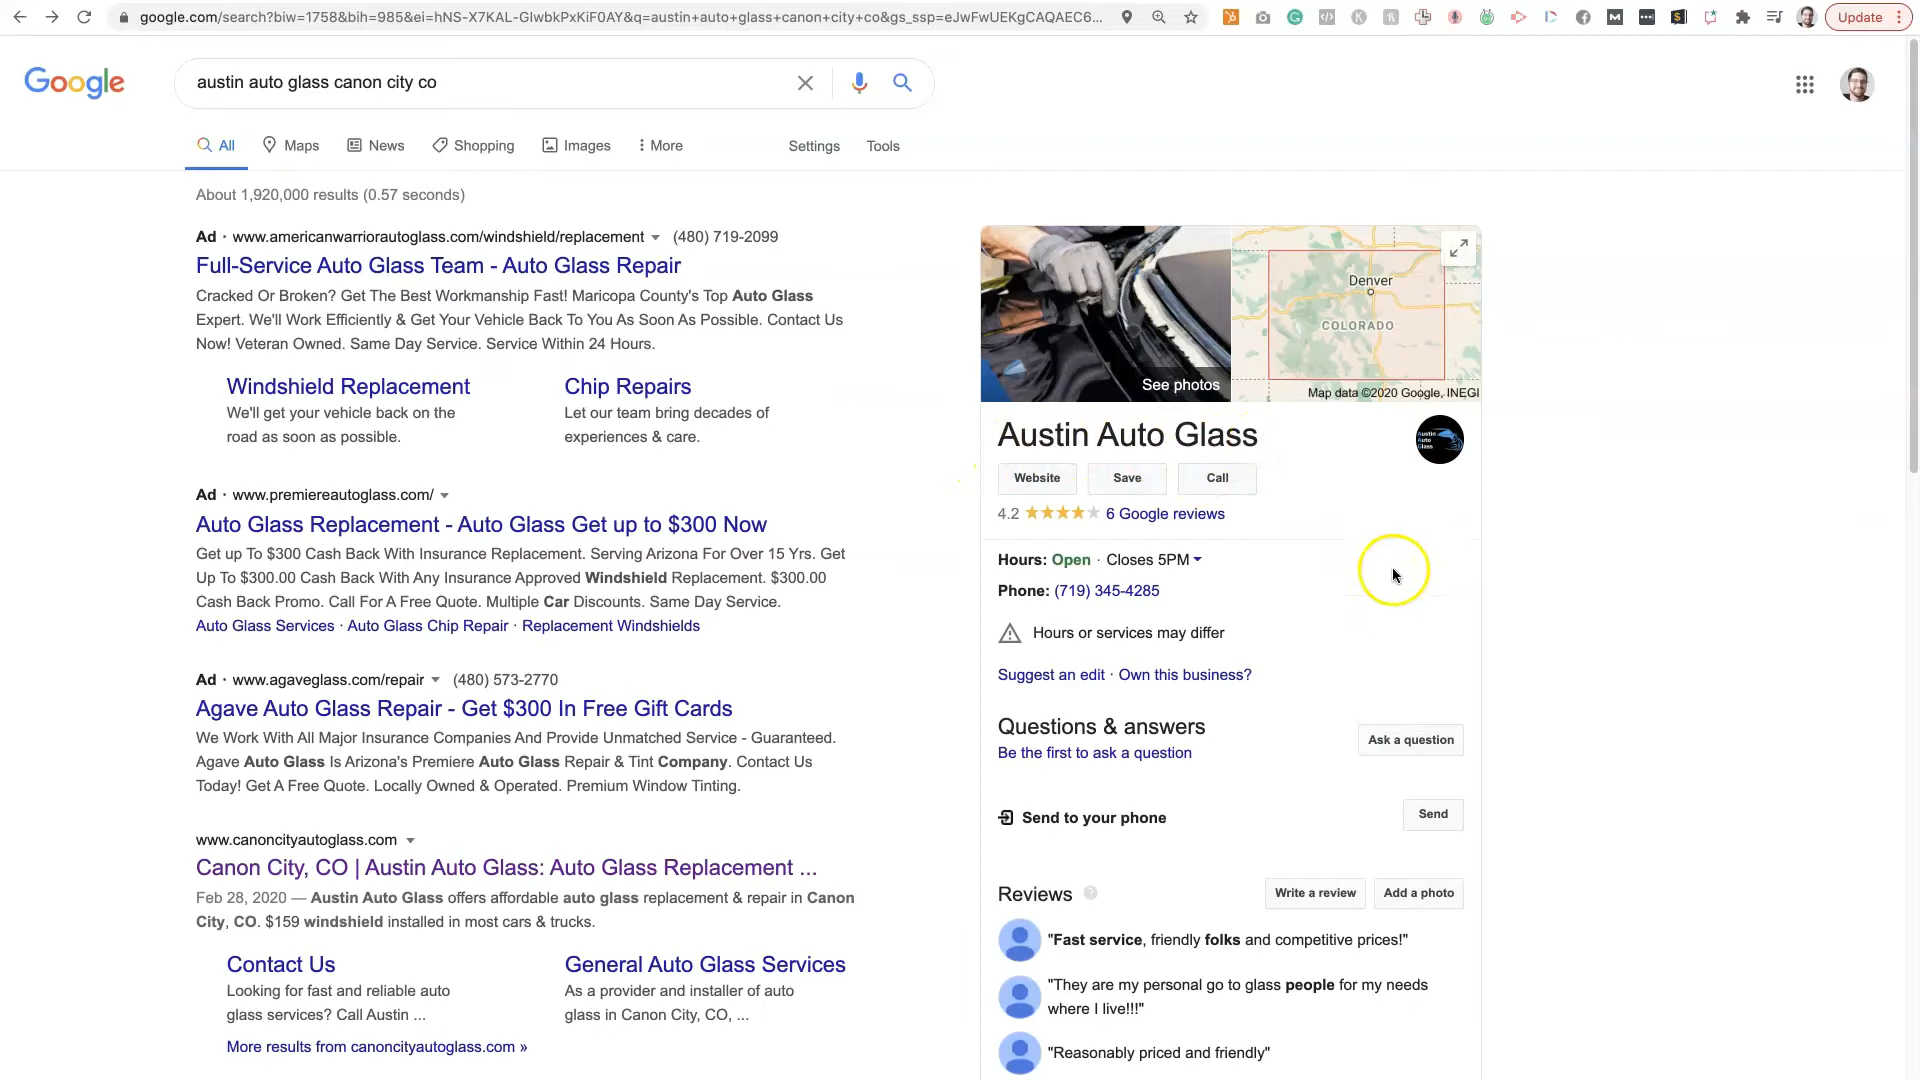 google.com/search?biw=1758&bih=985&ei=hNS-X7KAL-GIwbkPxKiF0AY&q=austin+auto+glass+canon+city+co&gs_ssp=eJwFwUEKgCAQAEC6...
Update
Google
austin auto glass canon city co
All
Maps
News
Shopping
Images
More
Settings
Tools
About 1,920,000 results (0.57 seconds)
Ad · www.americanwarriorautoglass.com/windshield/replacement (480) 719-2099
Full-Service Auto Glass Team - Auto Glass Repair
Cracked Or Broken? Get The Best Workmanship Fast! Maricopa County's Top Auto Glass
Expert. We'll Work Efficiently & Get Your Vehicle Back To You As Soon As Possible. Contact Us
Now! Veteran Owned. Same Day Service. Service Within 24 Hours.
Windshield Replacement
We'll get your vehicle back on the
road as soon as possible.
Chip Repairs
Let our team bring decades of
experiences & care.
Ad · www.premiereautoglass.com/
Auto Glass Replacement - Auto Glass Get up to $300 Now
Get up To $300 Cash Back With Insurance Replacement. Serving Arizona For Over 15 Yrs. Get
Up To $300.00 Cash Back With Any Insurance Approved Windshield Replacement. $300.00
Cash Back Promo. Call For A Free Quote. Multiple Car Discounts. Same Day Service.
Auto Glass Services · Auto Glass Chip Repair · Replacement Windshields
Ad · www.agaveglass.com/repair (480) 573-2770
Agave Auto Glass Repair - Get $300 In Free Gift Cards
We Work With All Major Insurance Companies And Provide Unmatched Service - Guaranteed.
Agave Auto Glass Is Arizona's Premiere Auto Glass Repair & Tint Company. Contact Us
Today! Get A Free Quote. Locally Owned & Operated. Premium Window Tinting.
www.canoncityautoglass.com
Canon City, CO | Austin Auto Glass: Auto Glass Replacement ...
Feb 28, 2020 — Austin Auto Glass offers affordable auto glass replacement & repair in Canon
City, CO. $159 windshield installed in most cars & trucks.
Contact Us
Looking for fast and reliable auto
glass services? Call Austin ...
General Auto Glass Services
As a provider and installer of auto
glass in Canon City, CO, ...
More results from canoncityautoglass.com »
See photos
Denver
COLORADO
Map data ©2020 Google, INEGI
Austin Auto Glass
Austin
Auto
Glass
Website
Save
Call
4.2 6 Google reviews
Hours: Open · Closes 5PM
Phone: (719) 345-4285
Hours or services may differ
Suggest an edit · Own this business?
Questions & answers
Be the first to ask a question
Ask a question
Send to your phone
Send
Reviews
Write a review
Add a photo
"Fast service, friendly folks and competitive prices!"
"They are my personal go to glass people for my needs
where I live!!!"
"Reasonably priced and friendly"